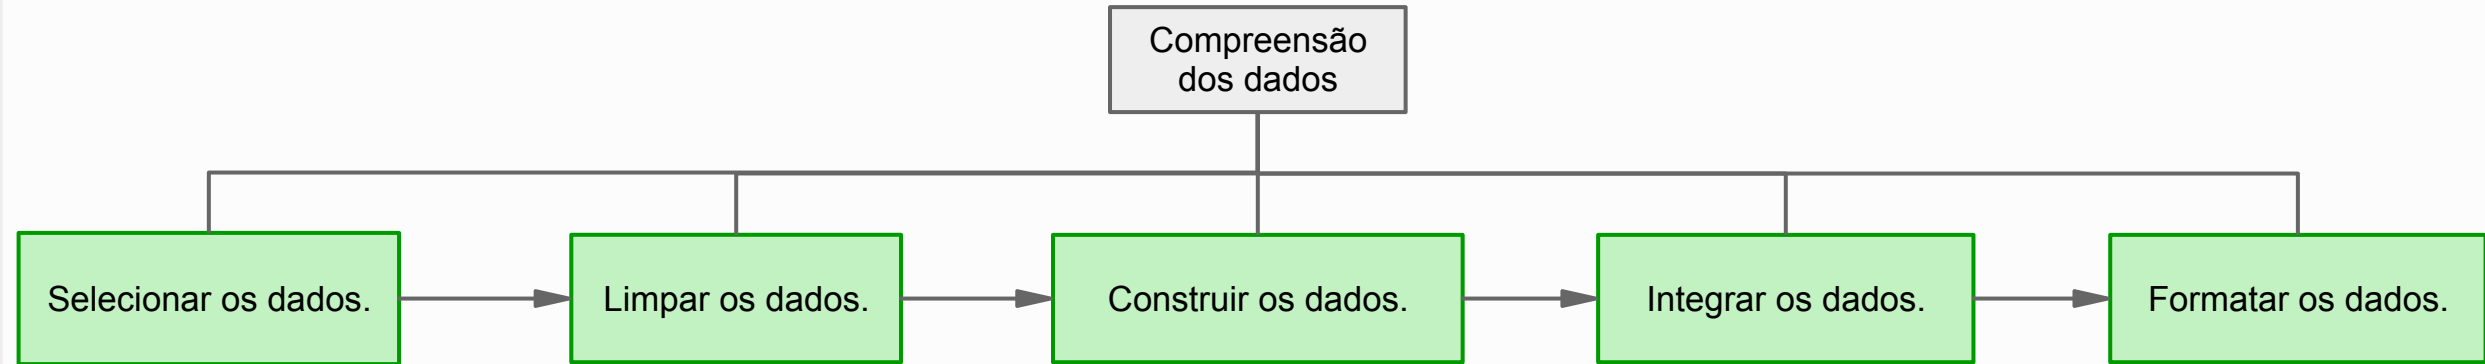 Compreensão
dos dados
Selecionar os dados.
Limpar os dados.
Construir os dados.
Integrar os dados.
Formatar os dados.